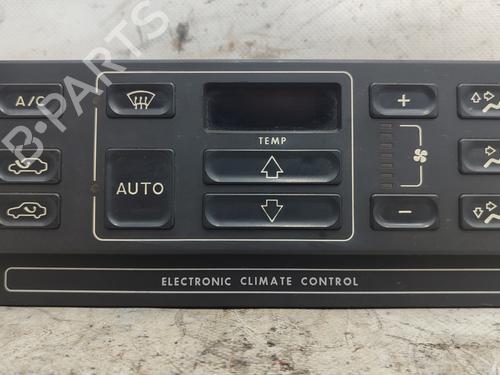 B-PARTS
A/C
TEMP
+
AUTO
-
ELECTRONIC CLIMATE CONTROL